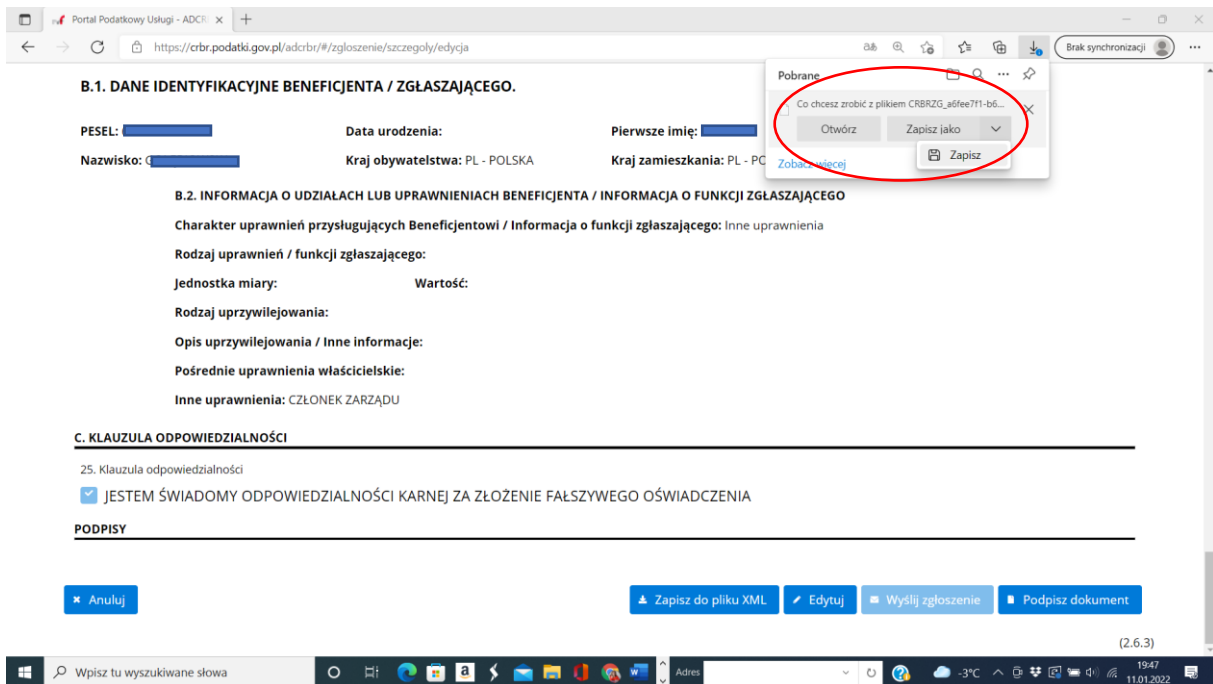 Portal Podatkowy Usługi - ADCR
https://crbr.podatki.gov.pl/adcrbr/#/zgloszenie/szczegoly/edycja
Brak synchronizacji
Pobrane
Co chcesz zrobić z plikiem CRBRZG_a6fee7f1-b6...
Otwórz Zapisz jako
Zapisz
Zobacz więcej
B.1. DANE IDENTYFIKACYJNE BENEFICJENTA / ZGŁASZAJĄCEGO.
PESEL: Data urodzenia: Pierwsze imię:
Nazwisko: Kraj obywatelstwa: PL - POLSKA Kraj zamieszkania: PL - PO
B.2. INFORMACJA O UDZIAŁACH LUB UPRAWNIENIACH BENEFICJENTA / INFORMACJA O FUNKCJI ZGŁASZAJĄCEGO
Charakter uprawnień przysługujących Beneficjentowi / Informacja o funkcji zgłaszającego: Inne uprawnienia
Rodzaj uprawnień / funkcji zgłaszającego:
Jednostka miary: Wartość:
Rodzaj uprzywilejowania:
Opis uprzywilejowania / Inne informacje:
Pośrednie uprawnienia właścicielskie:
Inne uprawnienia: CZŁONEK ZARZĄDU
C. KLAUZULA ODPOWIEDZIALNOŚCI
25. Klauzula odpowiedzialności
JESTEM ŚWIADOMY ODPOWIEDZIALNOŚCI KARNEJ ZA ZŁOŻENIE FAŁSZYWEGO OŚWIADCZENIA
PODPISY
Anuluj Zapisz do pliku XML Edytuj Wyślij zgłoszenie Podpisz dokument
(2.6.3)
Wpisz tu wyszukiwane słowa Adres -3°C 19:47
11.01.2022